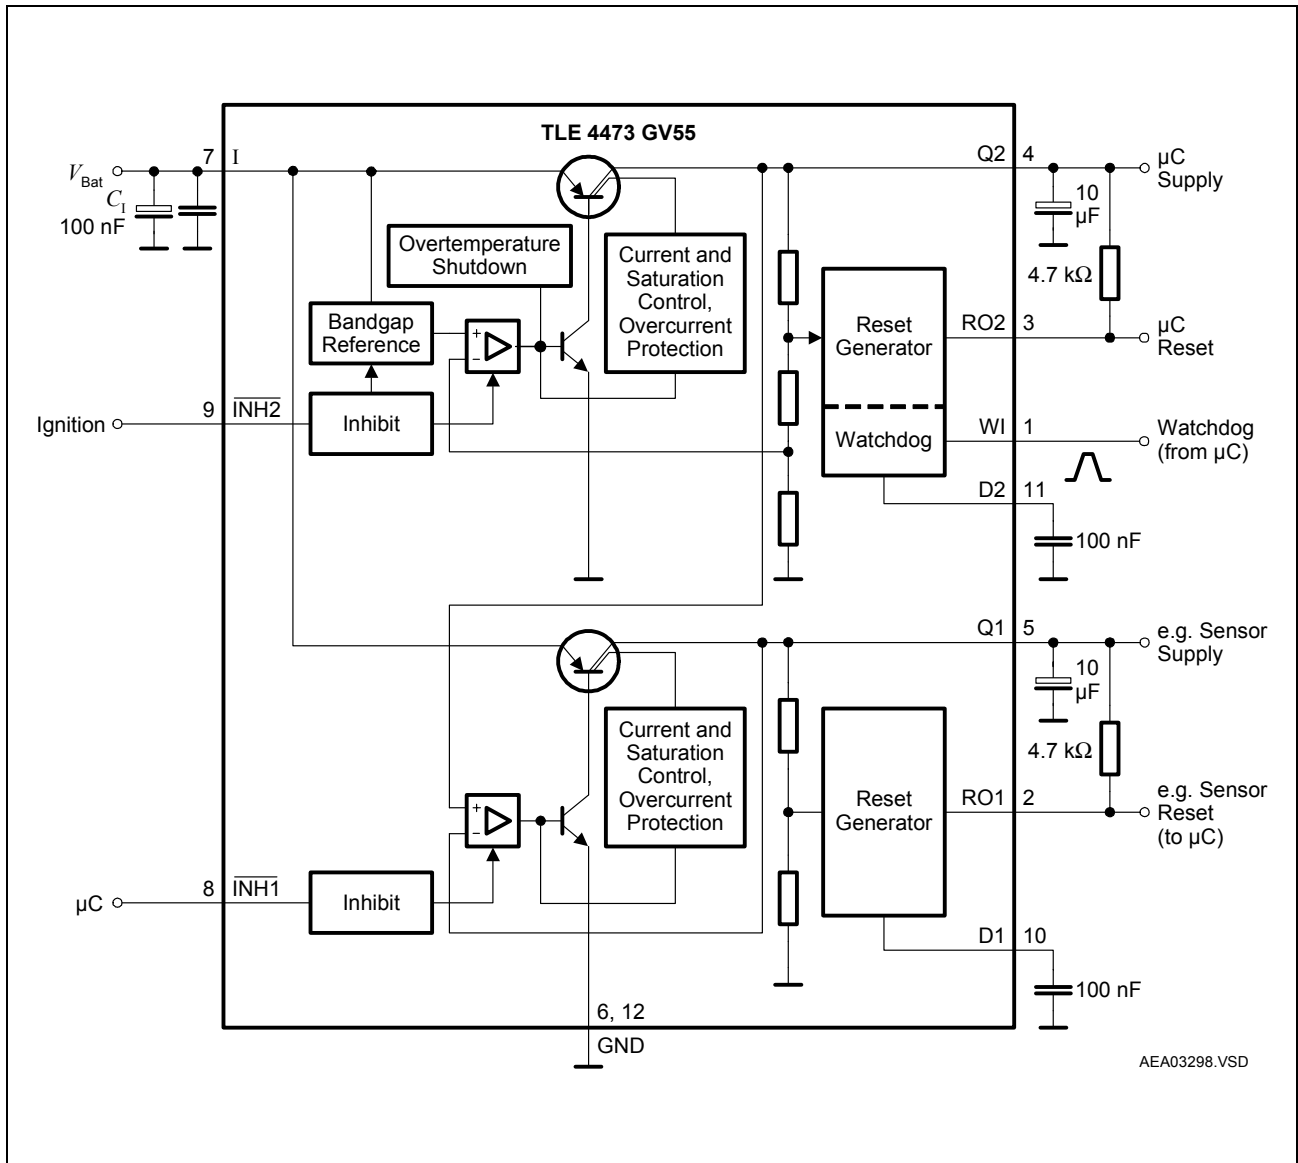 TLE 4473 GV55
7
I
Q2
4
V_Bat
C_I
100 nF
µC
Supply
10
µF
Overtemperature
Shutdown
Current and
Saturation
Control,
Overcurrent
Protection
4.7 kΩ
Bandgap
Reference
+
−
Reset
Generator
RO2
3
µC
Reset
Ignition
9
INH2
Inhibit
Watchdog
WI
1
Watchdog
(from µC)
D2
11
100 nF
Q1
5
e.g. Sensor
Supply
10
µF
Current and
Saturation
Control,
Overcurrent
Protection
4.7 kΩ
+
−
Reset
Generator
RO1
2
e.g. Sensor
Reset
(to µC)
µC
8
INH1
Inhibit
D1
10
100 nF
6, 12
GND
AEA03298.VSD